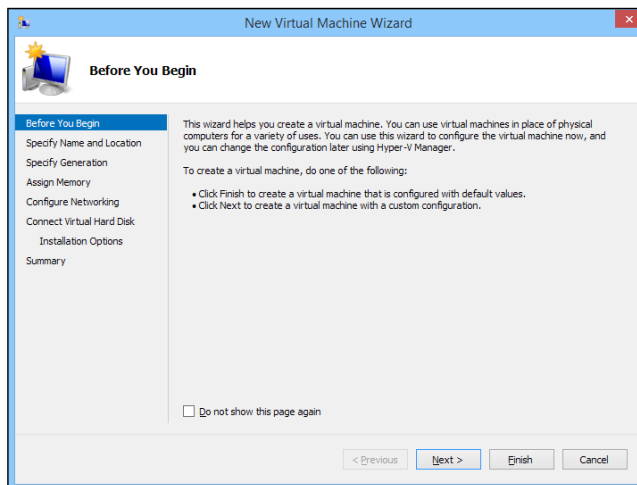 New Virtual Machine Wizard
Before You Begin
Before You Begin
Specify Name and Location
Specify Generation
Assign Memory
Configure Networking
Connect Virtual Hard Disk
Installation Options
Summary
This wizard helps you create a virtual machine. You can use virtual machines in place of physical
computers for a variety of uses. You can use this wizard to configure the virtual machine now, and
you can change the configuration later using Hyper-V Manager.
To create a virtual machine, do one of the following:
• Click Finish to create a virtual machine that is configured with default values.
• Click Next to create a virtual machine with a custom configuration.
Do not show this page again
< Previous
Next >
Finish
Cancel